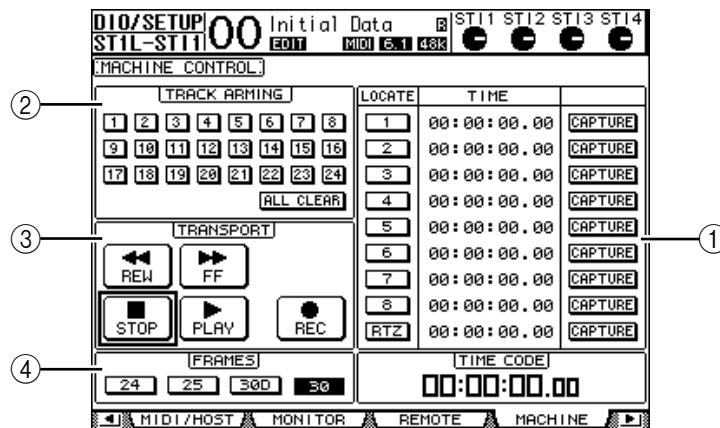 DIO/SETUP 00 Initial Data R ST11 ST12 ST13 ST14
ST1L-STI1 EDIT MIDI 6.1 48k
MACHINE CONTROL
② TRACK ARMING LOCATE TIME
1 2 3 4 5 6 7 8 1 00:00:00.00 CAPTURE
9 10 11 12 13 14 15 16 2 00:00:00.00 CAPTURE
17 18 19 20 21 22 23 24 3 00:00:00.00 CAPTURE
ALL CLEAR 4 00:00:00.00 CAPTURE
③ TRANSPORT 5 00:00:00.00 CAPTURE ①
REW FF 6 00:00:00.00 CAPTURE
7 00:00:00.00 CAPTURE
8 00:00:00.00 CAPTURE
STOP PLAY REC RTZ 00:00:00.00 CAPTURE
④ FRAMES TIME CODE
24 25 30D 30 00:00:00.00
MIDI/HOST MONITOR REMOTE MACHINE